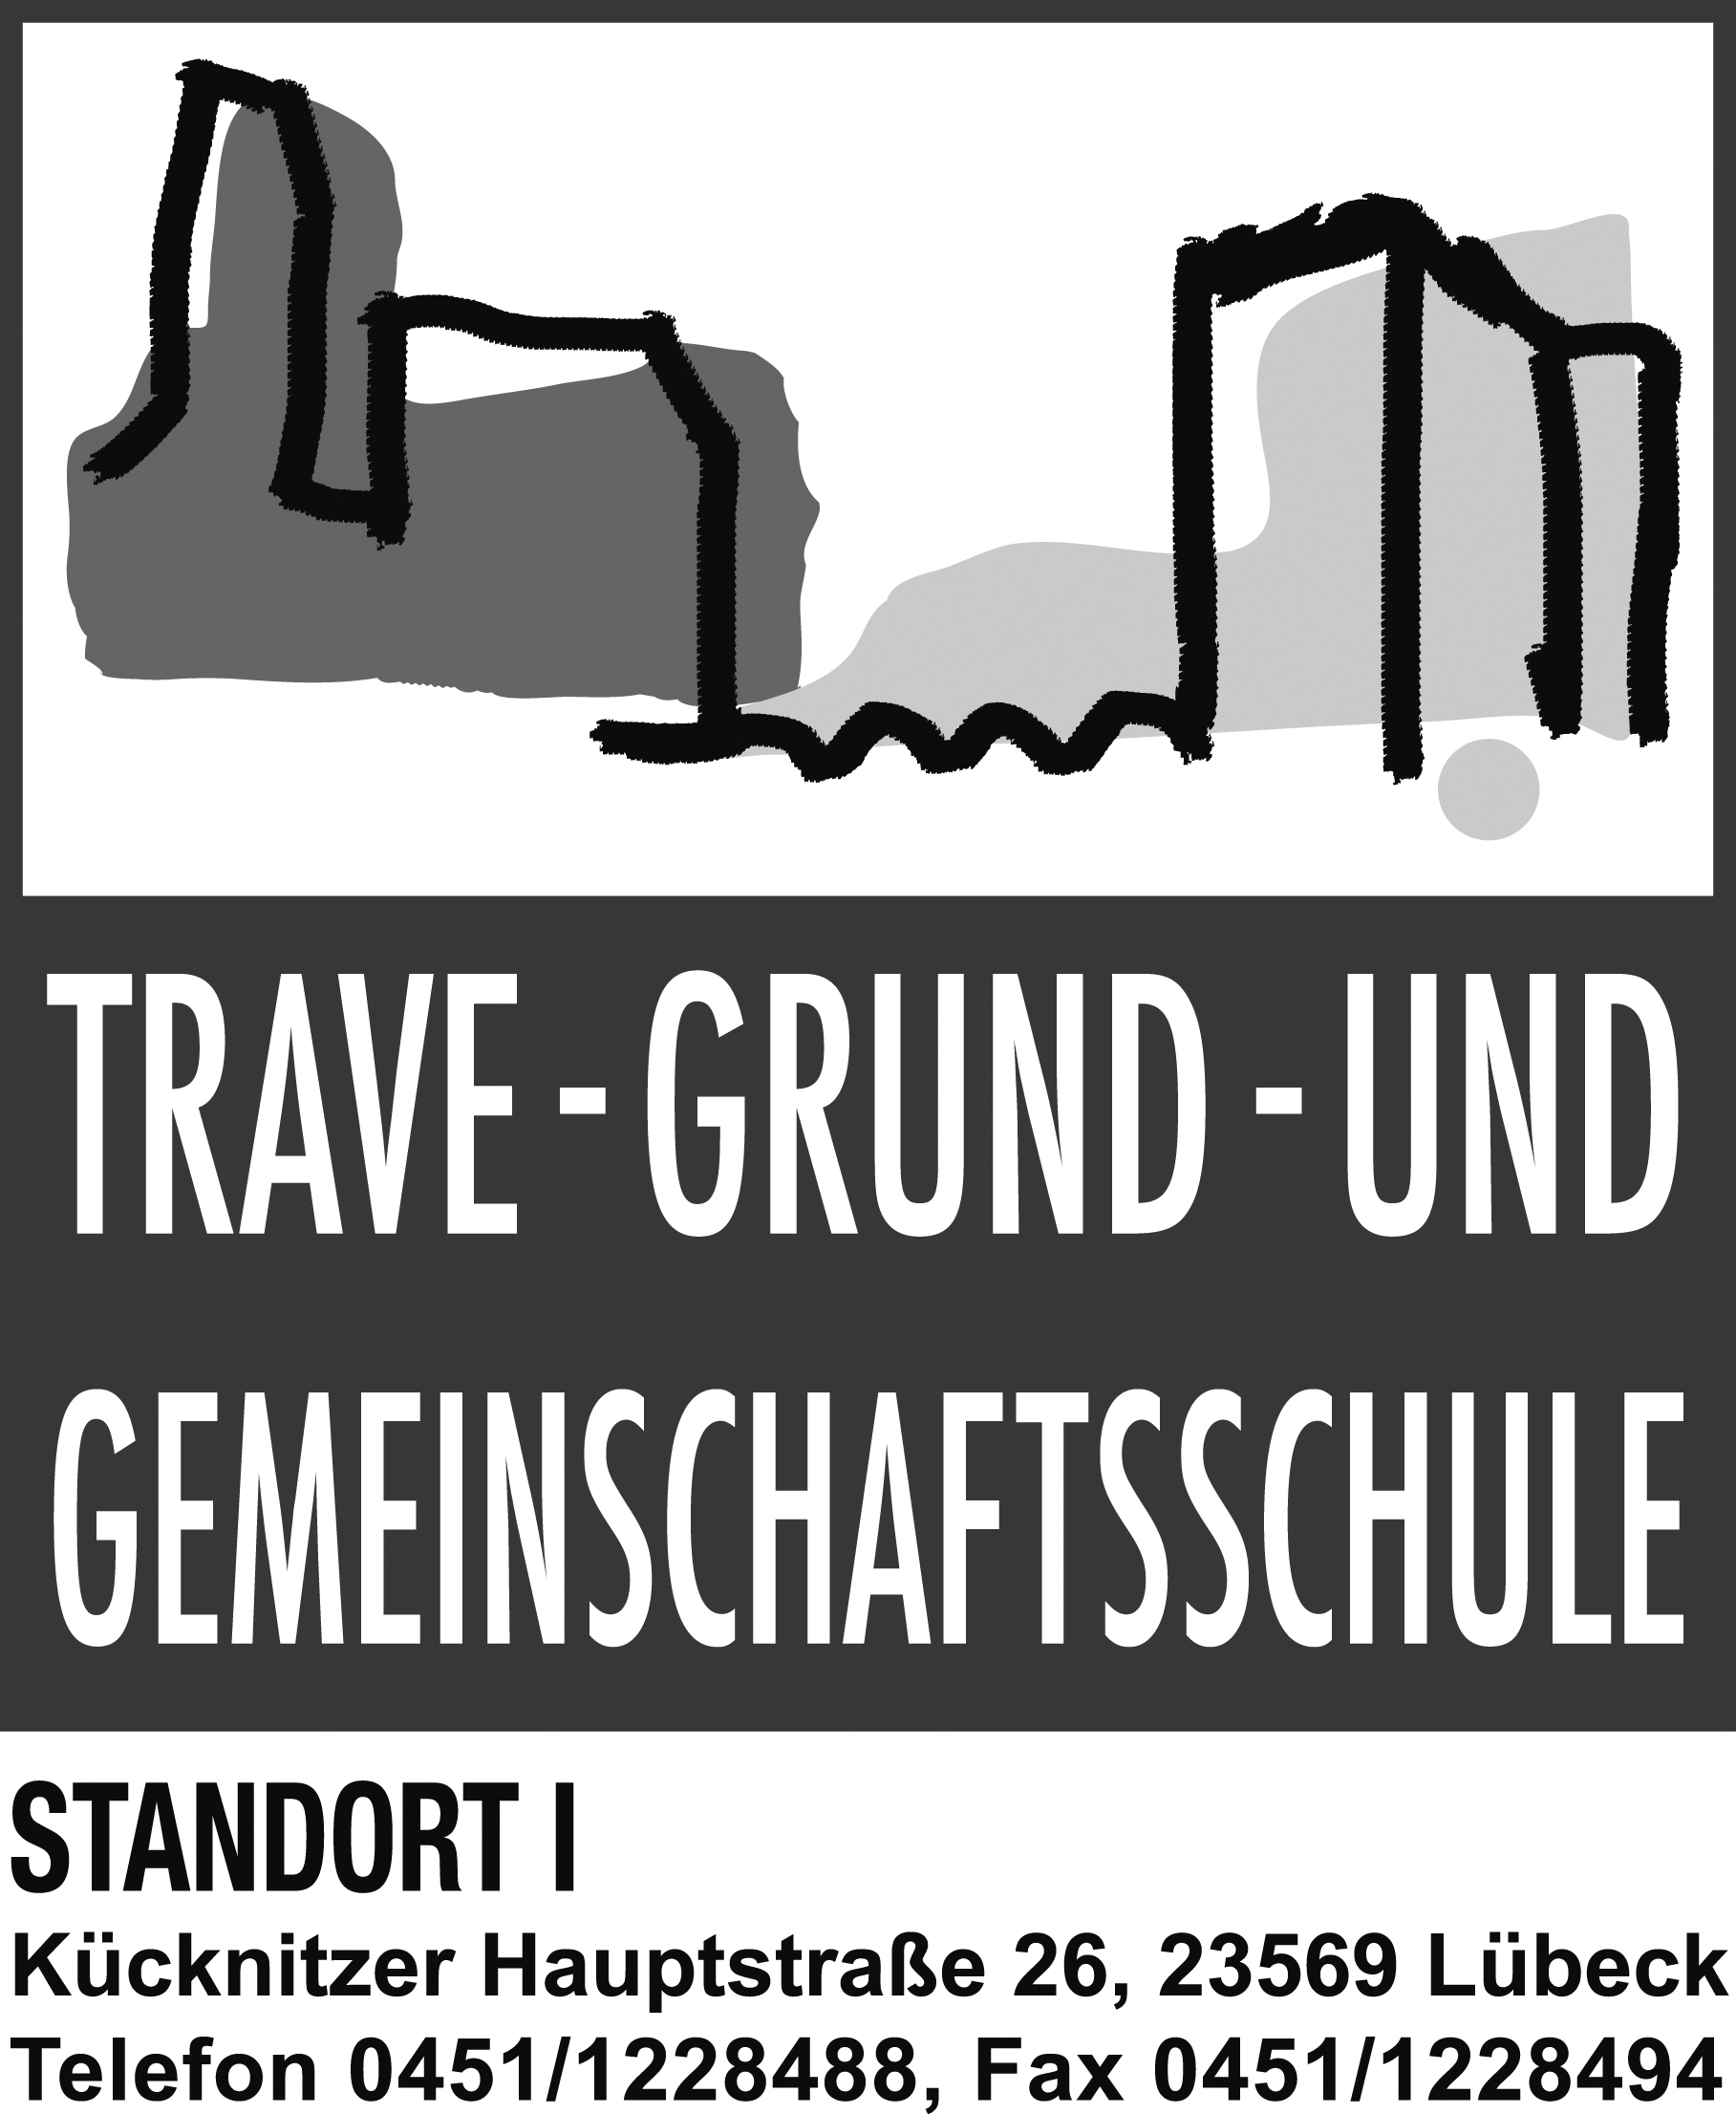 TRAVE - GRUND - UND
GEMEINSCHAFTSSCHULE
STANDORT I
Kücknitzer Hauptstraße 26, 23569 Lübeck
Telefon 0451/1228488, Fax 0451/1228494